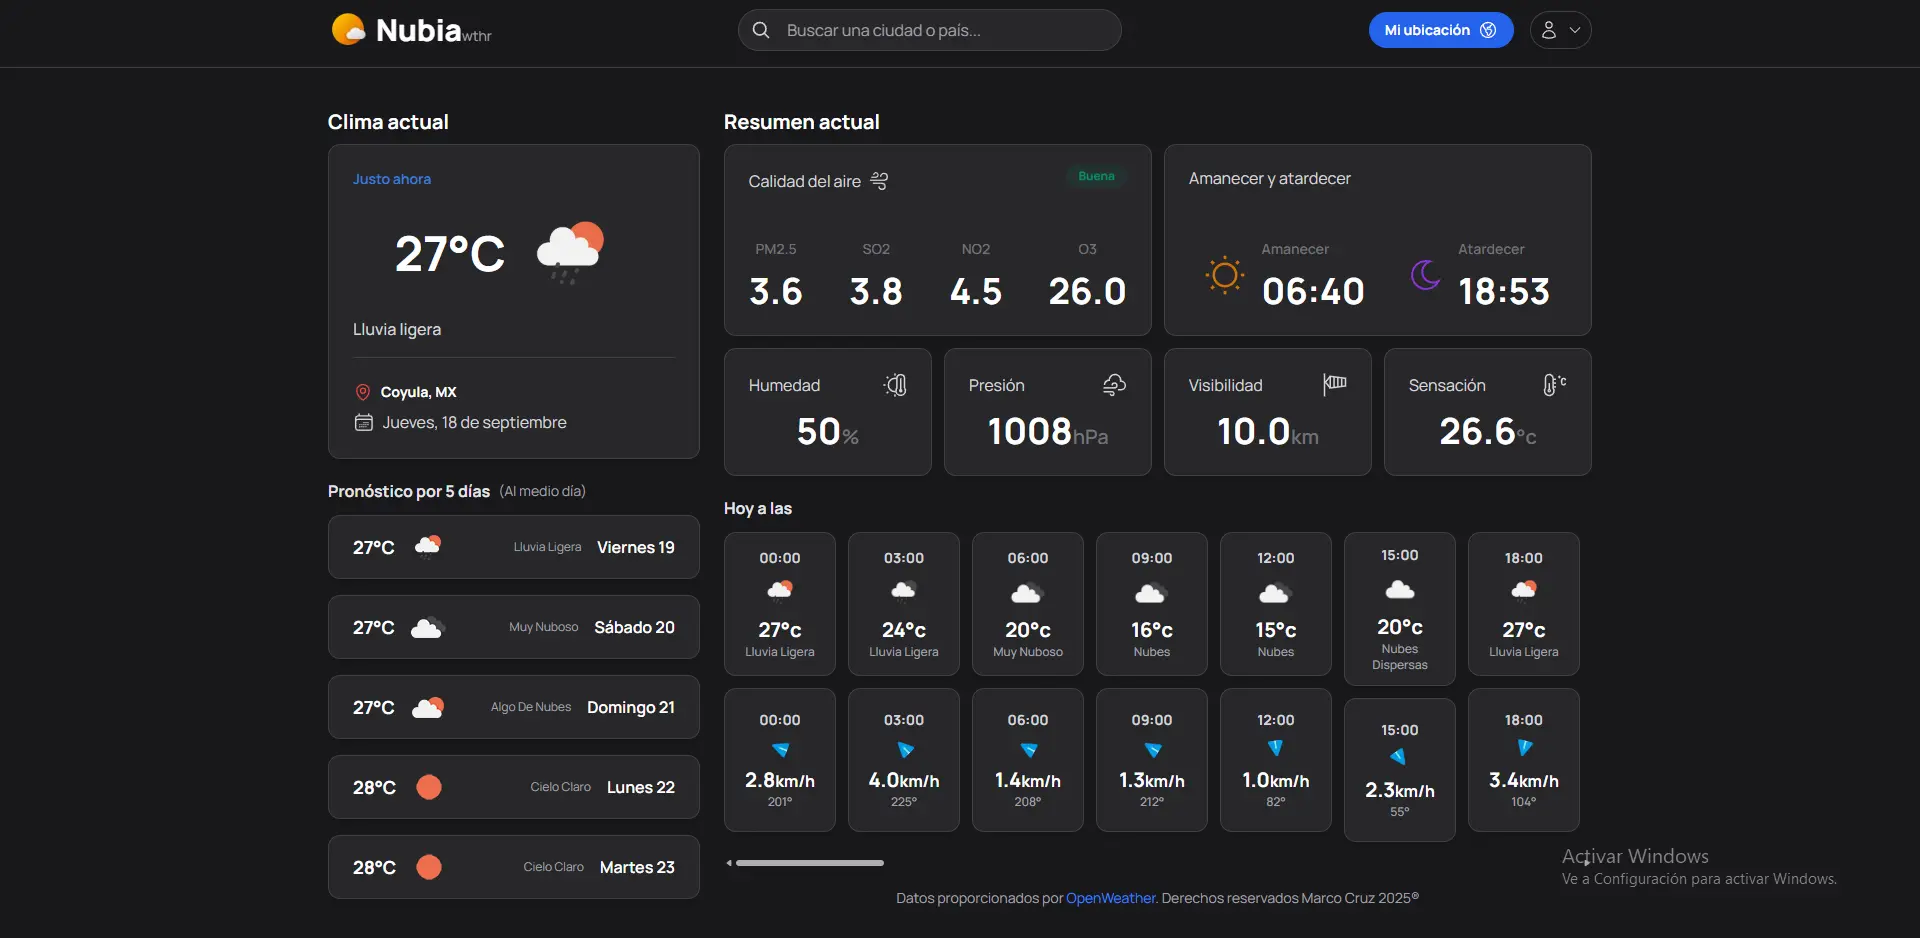 Nubiawthr
Buscar una ciudad o país...
Mi ubicación
Clima actual
Justo ahora
27°C
Lluvia ligera
Coyula, MX
Jueves, 18 de septiembre
Pronóstico por 5 días (Al medio día)
27°C Lluvia Ligera Viernes 19
27°C Muy Nuboso Sábado 20
27°C Algo De Nubes Domingo 21
28°C Cielo Claro Lunes 22
28°C Cielo Claro Martes 23
Resumen actual
Calidad del aire Buena
PM2.5 SO2 NO2 O3
3.6 3.8 4.5 26.0
Amanecer y atardecer
Amanecer Atardecer
06:40 18:53
Humedad
50%
Presión
1008hPa
Visibilidad
10.0km
Sensación °C
26.6°c
Hoy a las
00:00 03:00 06:00 09:00 12:00 15:00 18:00
27°c 24°c 20°c 16°c 15°c 20°c 27°c
Lluvia Ligera Lluvia Ligera Muy Nuboso Nubes Nubes Nubes Lluvia Ligera
Dispersas
00:00 03:00 06:00 09:00 12:00 15:00 18:00
2.8km/h 4.0km/h 1.4km/h 1.3km/h 1.0km/h 2.3km/h 3.4km/h
201° 225° 208° 212° 82° 55° 104°
Activar Windows
Ve a Configuración para activar Windows.
Datos proporcionados por OpenWeather. Derechos reservados Marco Cruz 2025®